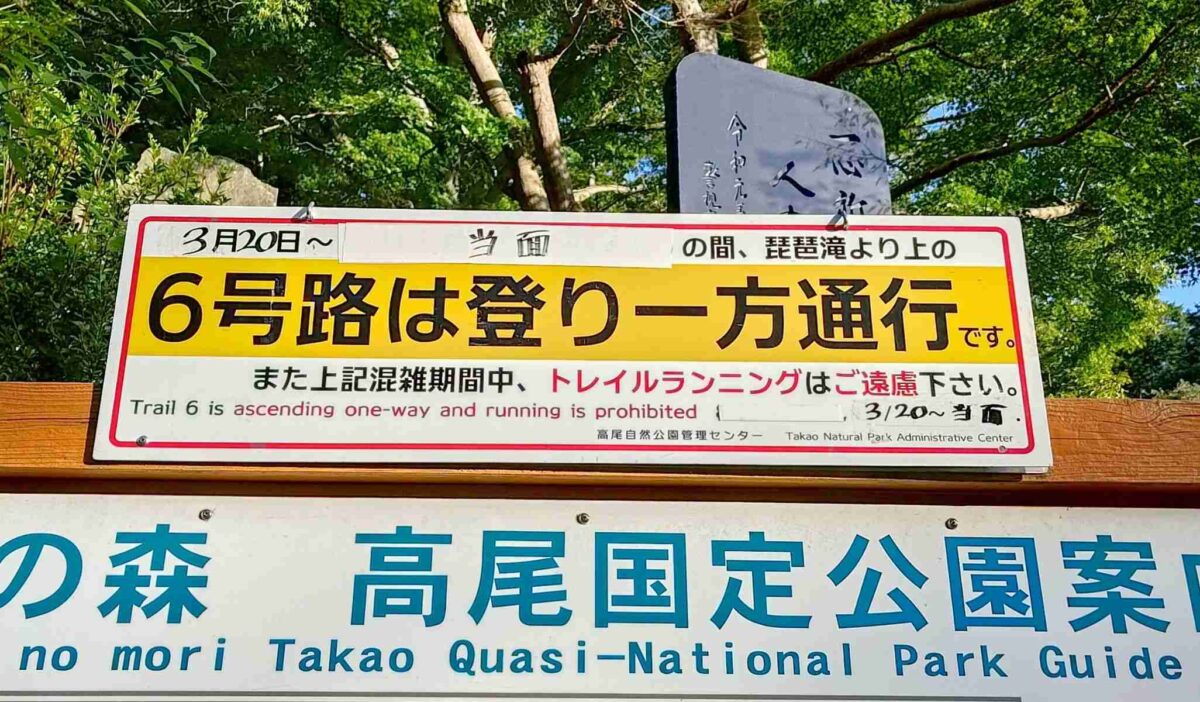 令和元
3月20日～ 当面 の間、琵琶滝より上の
6号路は登り一方通行です。
また上記混雑期間中、トレイルランニングはご遠慮下さい。
Trail 6 is ascending one-way and running is prohibited 3/20～当面.
高尾自然公園管理センター Takao Natural Park Administrative Center
の森 高尾国定公園案
no mori Takao Quasi-National Park Guide